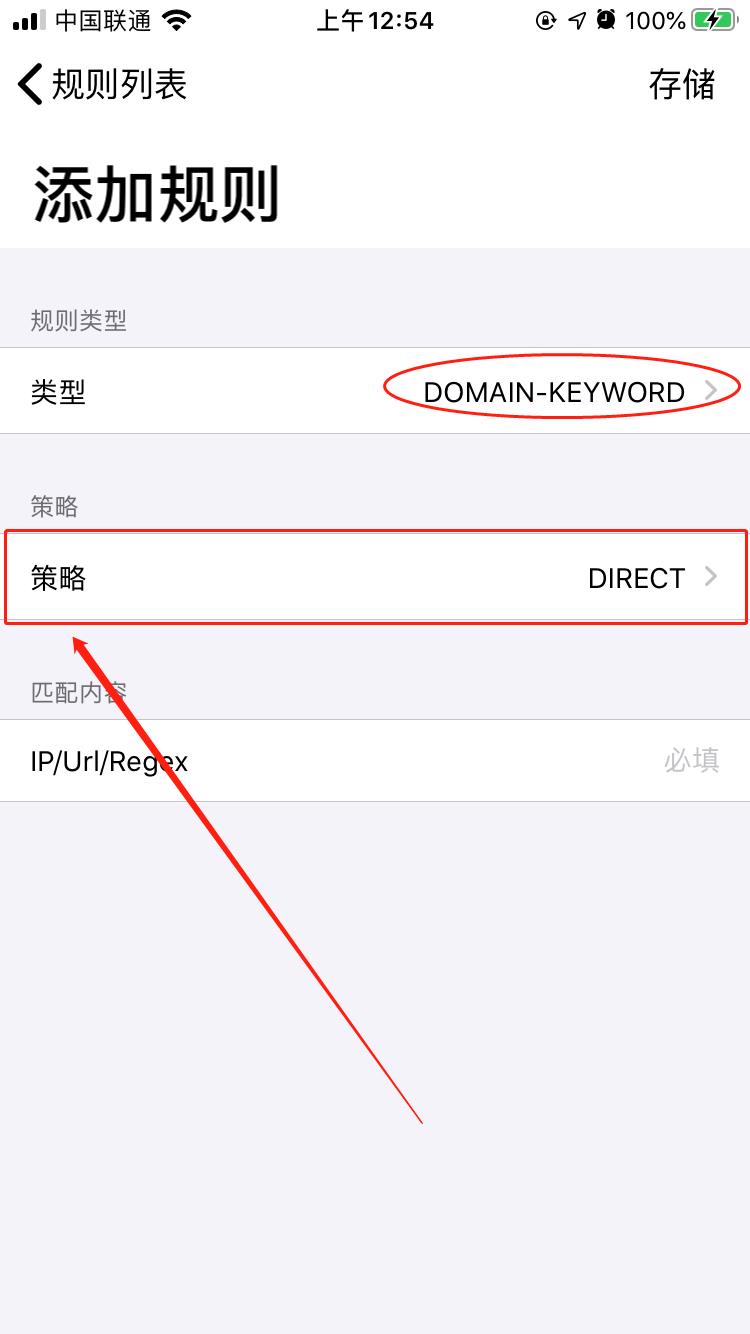 中国联通 上午12:54 100%
规则列表 存储
添加规则
规则类型
类型 DOMAIN-KEYWORD
策略
策略 DIRECT
匹配内容
IP/Url/Regex 必填